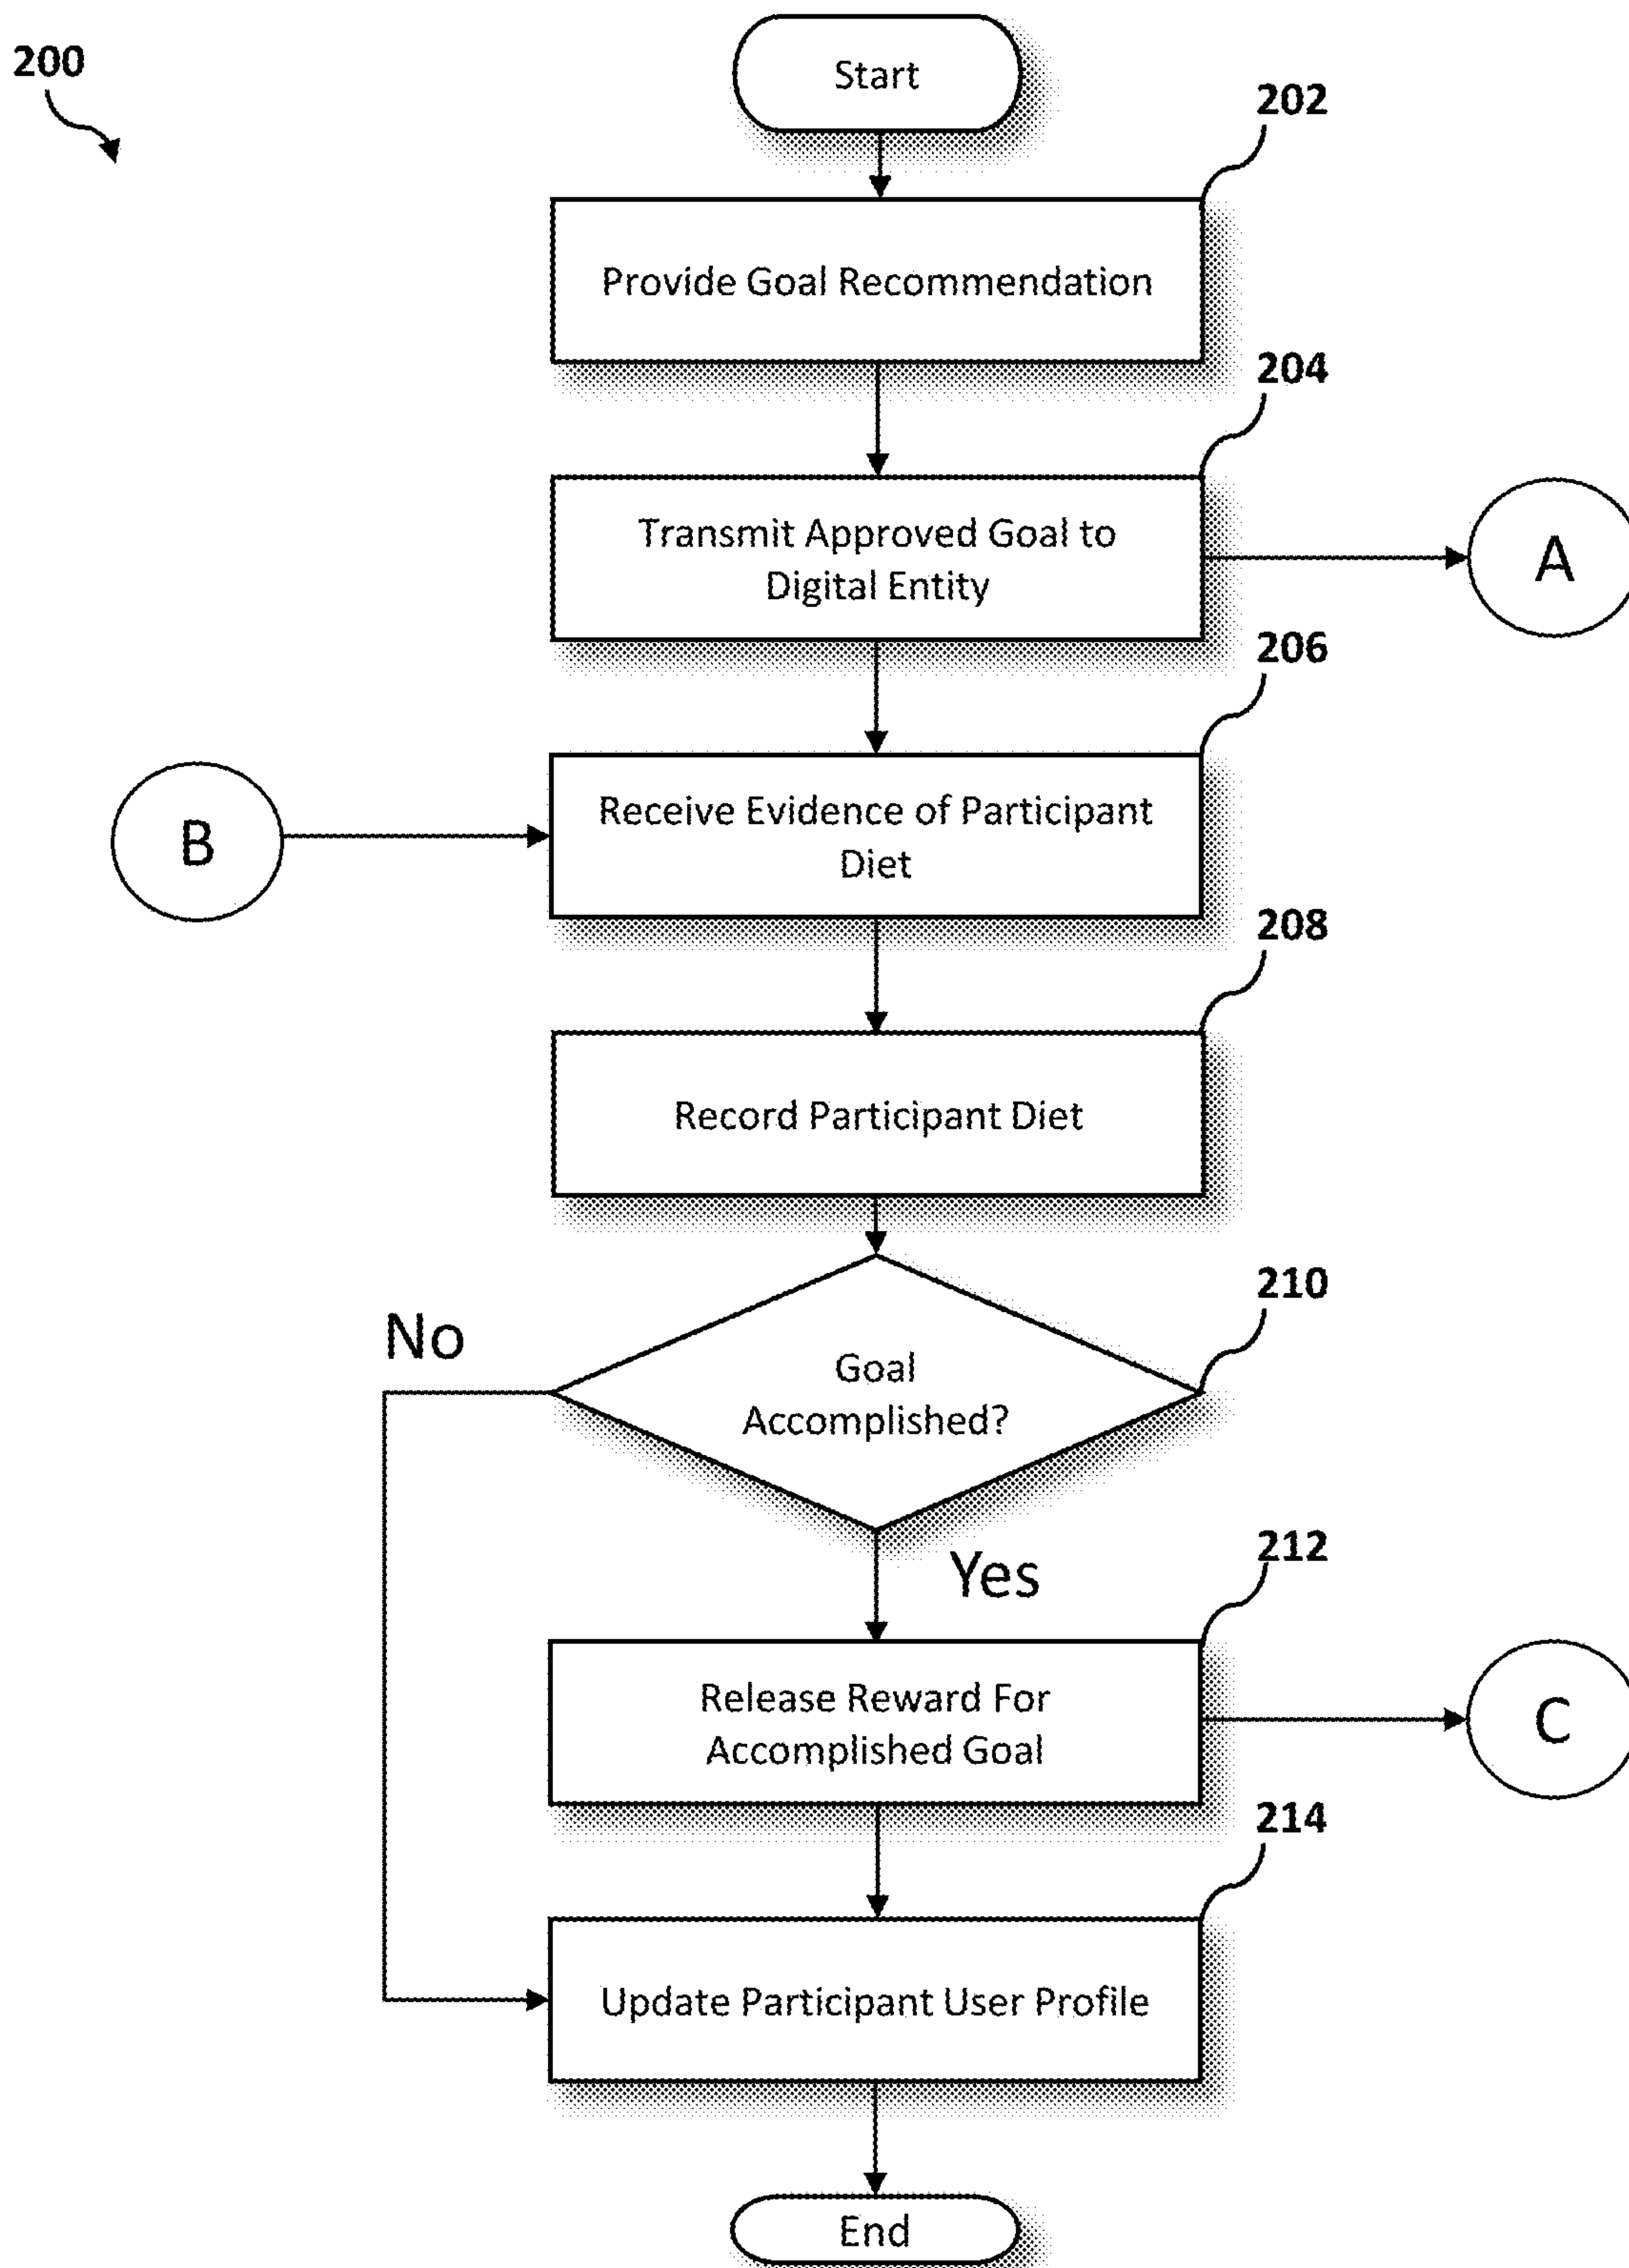 200
Start
202
Provide Goal Recommendation
204
Transmit Approved Goal to
Digital Entity
A
206
B
Receive Evidence of Participant
Diet
208
Record Participant Diet
210
No
Goal
Accomplished?
Yes
212
Release Reward For
Accomplished Goal
C
214
Update Participant User Profile
End